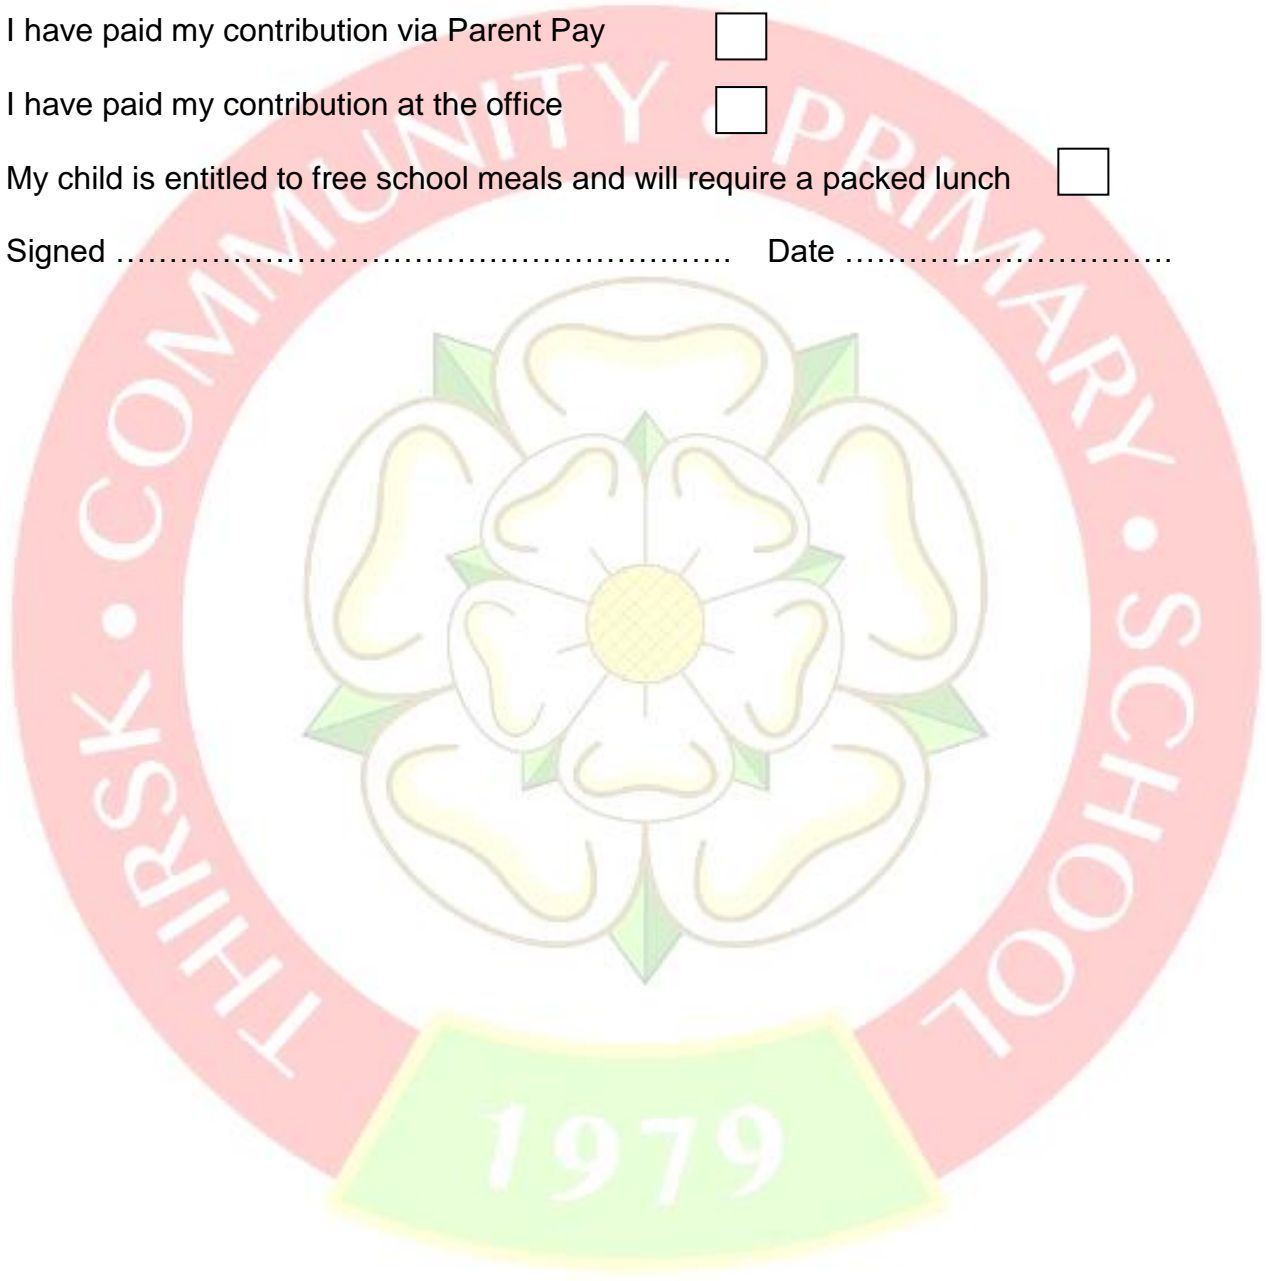 I have paid my contribution via Parent Pay
I have paid my contribution at the office
My child is entitled to free school meals and will require a packed lunch
Signed ………………………………………………….. Date ………………………….
THIRSK • COMMUNITY • PRIMARY • SCHOOL
1979